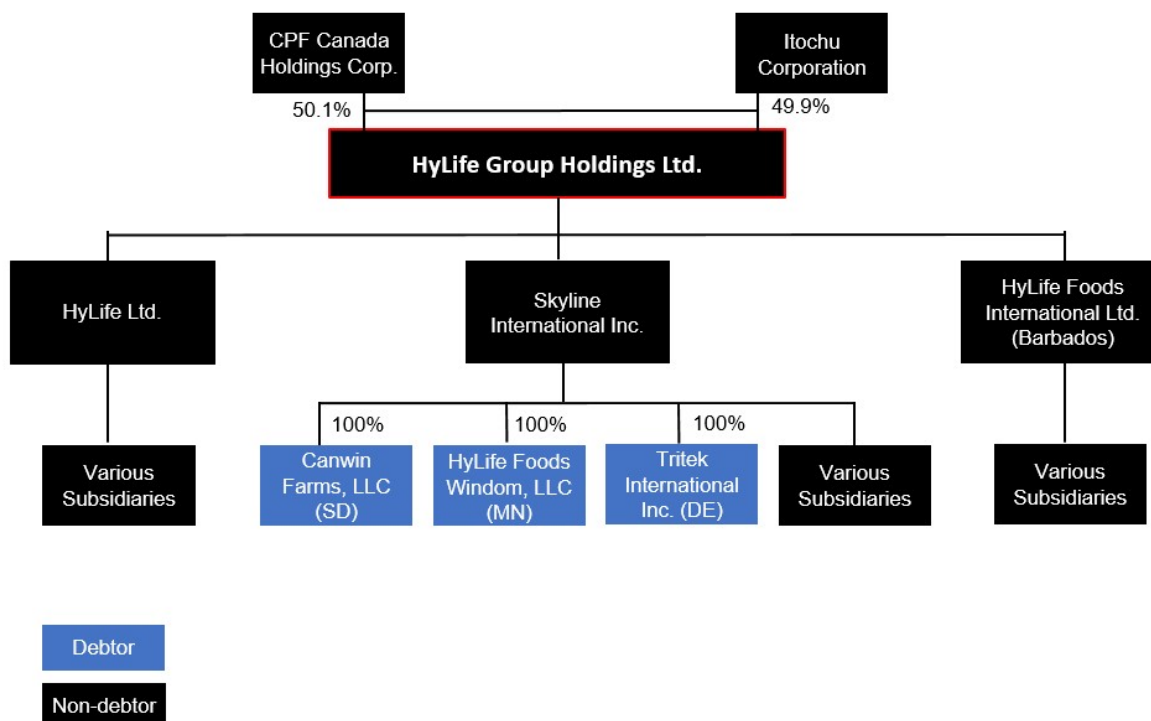 CPF Canada
Holdings Corp.
Itochu
Corporation
50.1%
49.9%
HyLife Group Holdings Ltd.
HyLife Ltd.
Skyline
International Inc.
HyLife Foods
International Ltd.
(Barbados)
100%
100%
100%
Various
Subsidiaries
Canwin
Farms, LLC
(SD)
HyLife Foods
Windom, LLC
(MN)
Tritek
International
Inc. (DE)
Various
Subsidiaries
Various
Subsidiaries
Debtor
Non-debtor